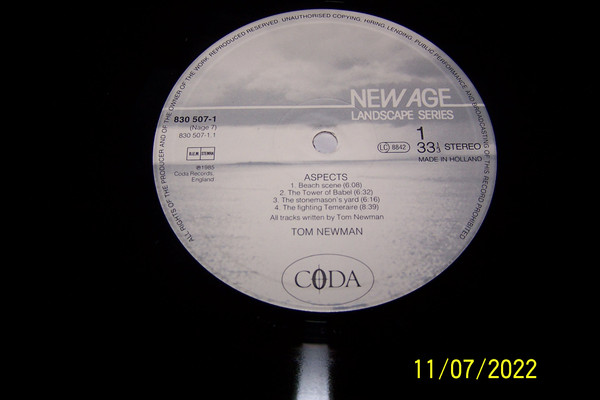 ALL RIGHTS OF THE PRODUCER AND OF THE OWNER OF THE WORK REPRODUCED RESERVED. UNAUTHORISED COPYING, HIRING, LENDING, PUBLIC PERFORMANCE AND BROADCASTING OF THIS RECORD PROHIBITED.
NEW AGE
LANDSCAPE SERIES
830 507-1
(Nage 7)
830 507-1.1
1
LC 8842
33⅓ STEREO
MADE IN HOLLAND
B.I.E.M. STEMRA
℗1985
Coda Records,
England
ASPECTS
1. Beach scene (6.08)
2. The Tower of Babel (6:32)
3. The stonemason's yard (6:16)
4. The fighting Temeraire (8:39)
All tracks written by Tom Newman
TOM NEWMAN
CODA
11/07/2022